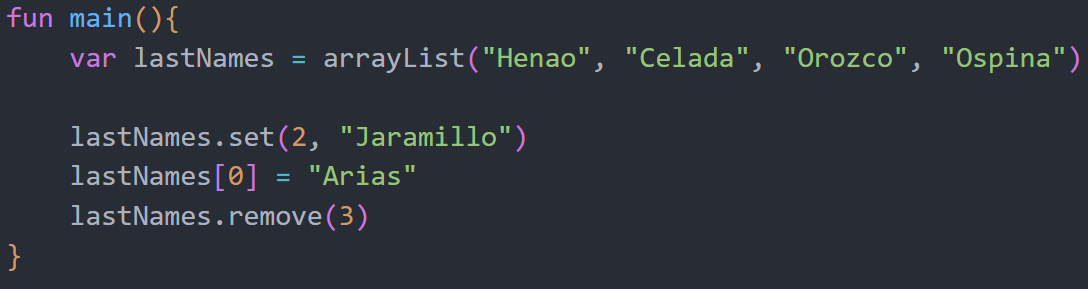 fun main(){
    var lastNames = arrayList("Henao", "Celada", "Orozco", "Ospina")
    lastNames.set(2, "Jaramillo")
    lastNames[0] = "Arias"
    lastNames.remove(3)
}